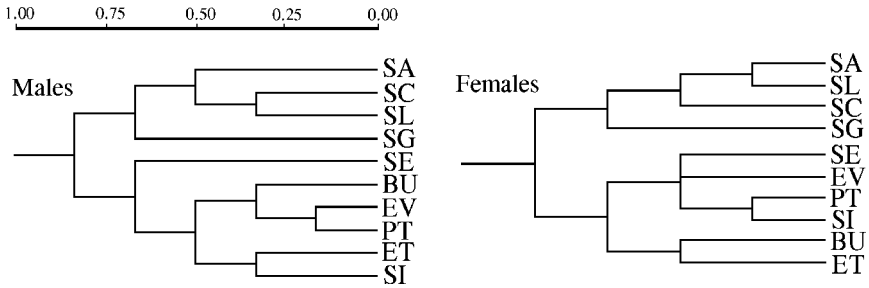 1.00 0.75 0.50 0.25 0.00
Males
SA
SC
SL
SG
SE
BU
EV
PT
ET
SI
Females
SA
SL
SC
SG
SE
EV
PT
SI
BU
ET